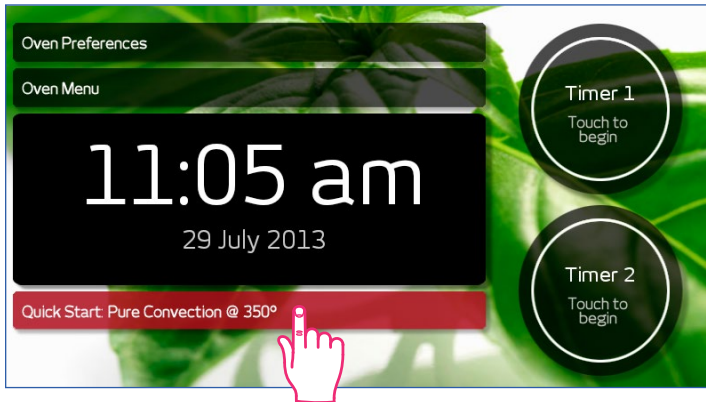 Oven Preferences
Oven Menu
11:05 am
29 July 2013
Quick Start: Pure Convection @ 350°
Timer 1
Touch to
begin
Timer 2
Touch to
begin